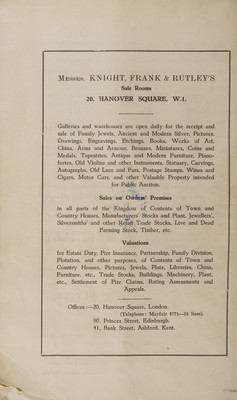 MESSRS. KNIGHT, FRANK & RUTLEY'S
Sale Rooms
20, HANOVER SQUARE, W.1.
Galleries and warehouses are open daily for the receipt and
sale of Family Jewels, Ancient and Modern Silver, Pictures,
Drawings, Engravings, Etchings, Books, Works of Art,
China, Arms and Armour, Bronzes, Miniatures, Coins and
Medals, Tapestries, Antique and Modern Furniture, Piano-
fortes, Old Violins and other Instruments, Statuary, Carvings,
Autographs, Old Lace and Furs, Postage Stamps, Wines and
Cigars, Motor Cars, and other Valuable Property intended
for Public Auction.
Sales on Owners' Premises
in all parts of the Kingdom of Contents of Town and
Country Houses, Manufacturers' Stocks and Plant, Jewellers',
Silversmiths' and other Retail Trade Stocks, Live and Dead
Farming Stock, Timber, etc.
Valuations
for Estate Duty, Fire Insurance, Partnership, Family Division,
Flotation, and other purposes, of Contents of Town and
Country Houses, Pictures, Jewels, Plate, Libraries, China,
Furniture, etc., Trade Stocks, Buildings, Machinery, Plant,
etc., Settlement of Fire Claims, Rating Assessments and
Appeals.
Offices:—20, Hanover Square, London.
(Telephone: Mayfair 3771—10 lines).
90, Princes Street, Edinburgh.
41, Bank Street, Ashford, Kent.